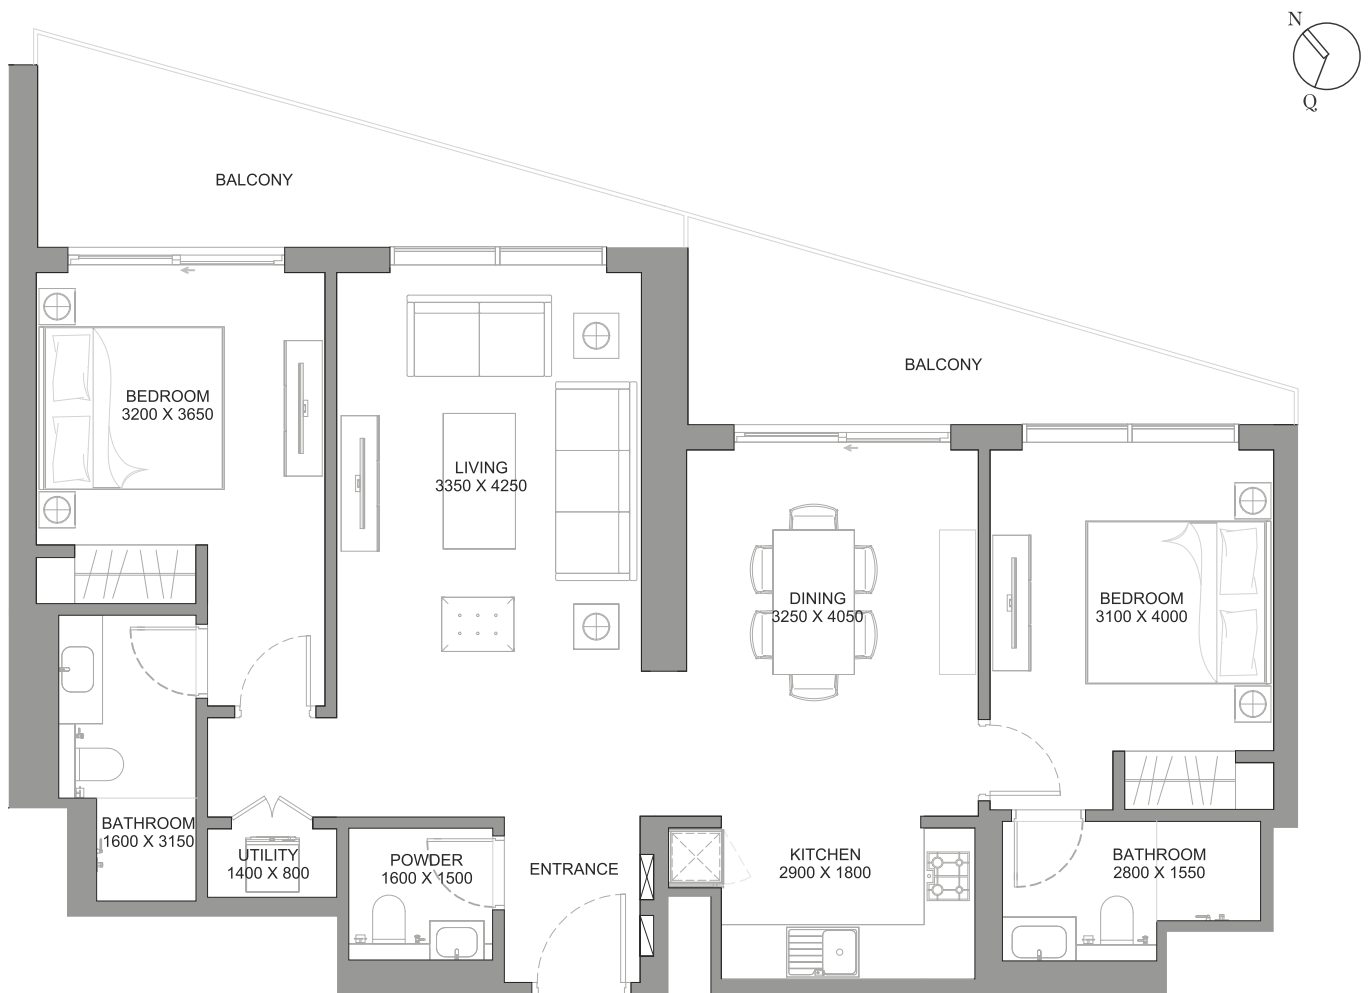 N
Q
BALCONY
BALCONY
BEDROOM
3200 X 3650
LIVING
3350 X 4250
DINING
3250 X 4050
BEDROOM
3100 X 4000
BATHROOM
1600 X 3150
UTILITY
1400 X 800
POWDER
1600 X 1500
ENTRANCE
KITCHEN
2900 X 1800
BATHROOM
2800 X 1550